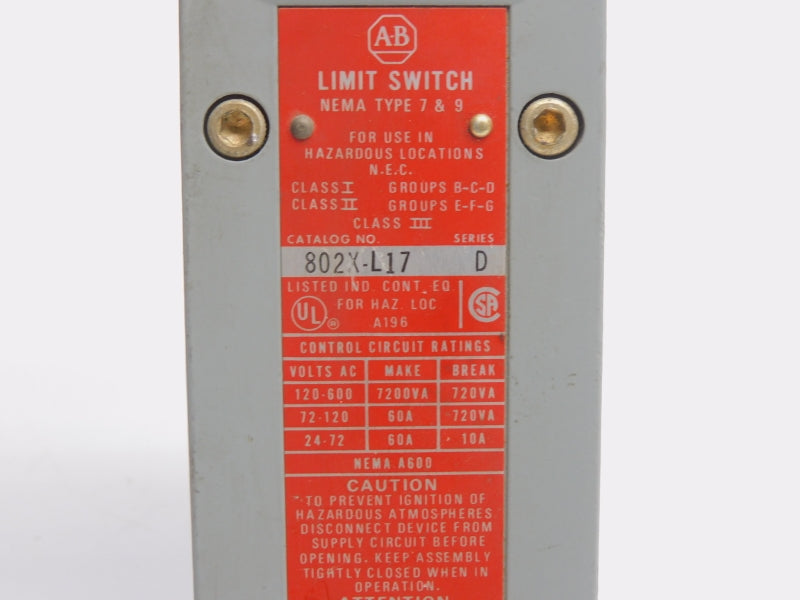 A-B
LIMIT SWITCH
NEMA TYPE 7 & 9
FOR USE IN
HAZARDOUS LOCATIONS
N.E.C.
CLASS I GROUPS B-C-D
CLASS II GROUPS E-F-G
CLASS III
CATALOG NO. SERIES
802X-L17 D
LISTED IND. CONT. EQ.
FOR HAZ. LOC
A196
UL ®
SA
CONTROL CIRCUIT RATINGS
VOLTS AC MAKE BREAK
120-600 7200VA 720VA
72-120 60A 720VA
24-72 60A 10A
NEMA A600
CAUTION
TO PREVENT IGNITION OF
HAZARDOUS ATMOSPHERES
DISCONNECT DEVICE FROM
SUPPLY CIRCUIT BEFORE
OPENING. KEEP ASSEMBLY
TIGHTLY CLOSED WHEN IN
OPERATION.
ATTENTION